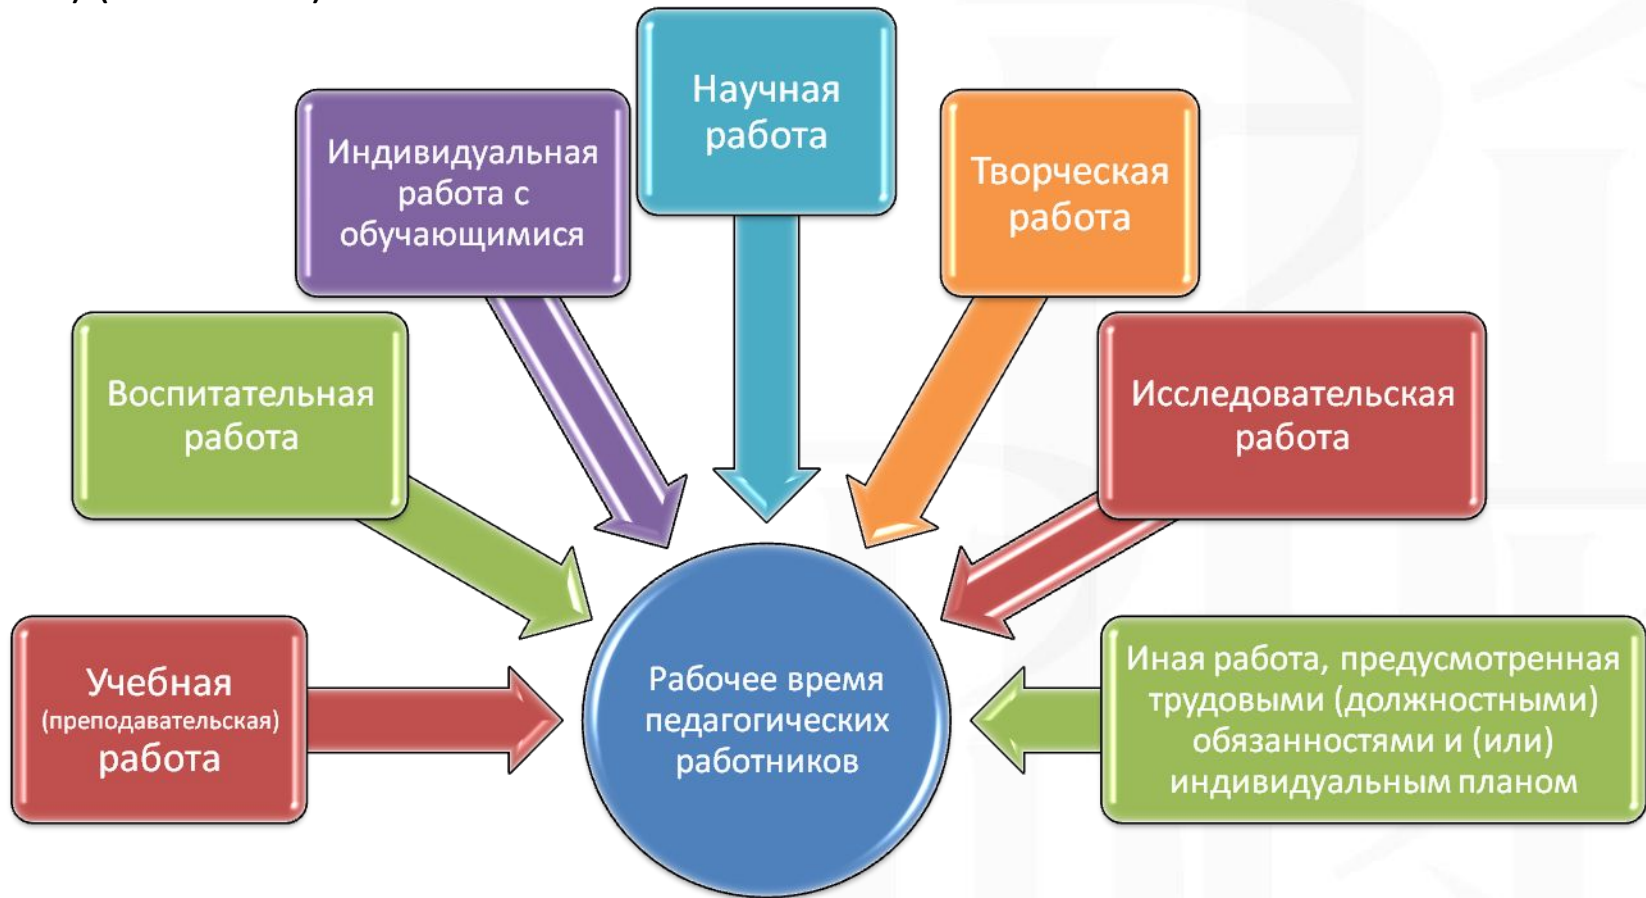 Учебная
(преподавательская)
работа
Воспитательная
работа
Индивидуальная
работа с
обучающимися
Научная
работа
Творческая
работа
Исследовательская
работа
Иная работа, предусмотренная
трудовыми (должностными)
обязанностями и (или)
индивидуальным планом
Рабочее время
педагогических
работников